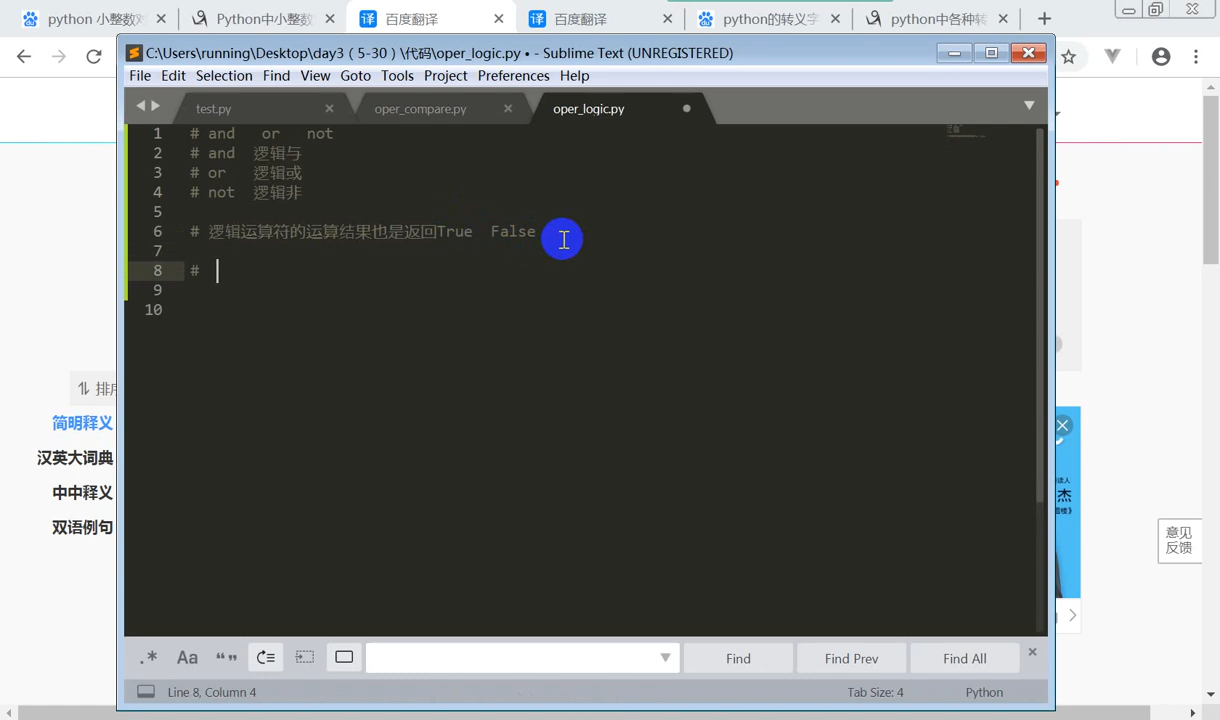 python 小整数对
Python中小整数
百度翻译
百度翻译
python的转义字
python中各种转
C:\Users\running\Desktop\day3（5-30）\代码\oper_logic.py • - Sublime Text (UNREGISTERED)
File Edit Selection Find View Goto Tools Project Preferences Help
test.py
oper_compare.py
oper_logic.py
1 # and or not
2 # and 逻辑与
3 # or 逻辑或
4 # not 逻辑非
5
6 # 逻辑运算符的运算结果也是返回True False
7
8 #
9
10
排序
简明释义
汉英大词典
中中释义
双语例句
杰
意见
反馈
.* Aa “” Find Find Prev Find All
Line 8, Column 4
Tab Size: 4
Python